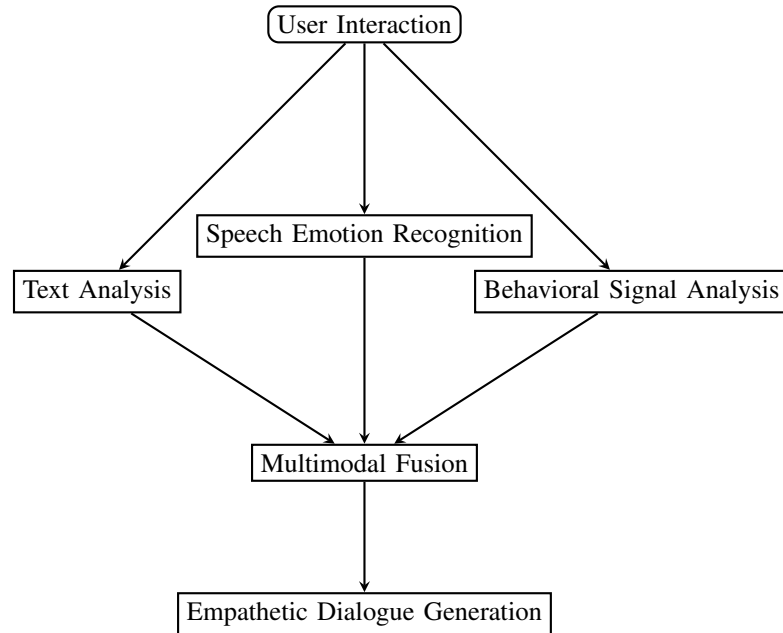 User Interaction
Speech Emotion Recognition
Text Analysis
Behavioral Signal Analysis
Multimodal Fusion
Empathetic Dialogue Generation